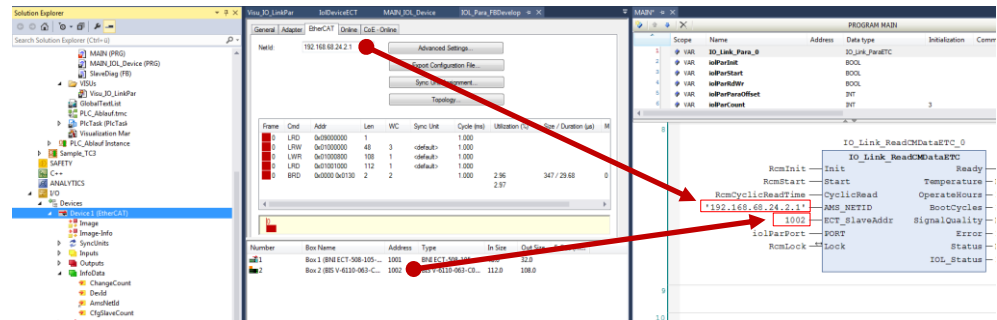 Solution Explorer
Search Solution Explorer (Ctrl+ü)
MAIN (PRG)
MAIN_IOL_Device (PRG)
SlaveDiag (FB)
VISUs
Visu_IO_LinkPar
GlobalTextList
PLC_Ablauf.tmc
PlcTask (PlcTask)
Visualization Mar
PLC_Ablauf Instance
Sample_TC3
SAFETY
C++
ANALYTICS
I/O
Devices
Device 1 (EtherCAT)
Image
Image-Info
SyncUnits
Inputs
Outputs
InfoData
ChangeCount
DevId
AmsNetId
CfgSlaveCount
Visu_IO_LinkPar IolDeviceECT MAIN_IOL_Device IOL_Para_FBDevelop
General Adapter EtherCAT Online CoE - Online
NetId: 192.168.68.24.2.1
Advanced Settings...
Export Configuration File...
Topology...
Frame Cmd Addr Len WC Sync Unit Cycle (ms) Utilization (%) Size / Duration (µs) M
0 LRD 0x09000000 1 1.000
0 LRW 0x01000000 48 3 <default> 1.000
0 LWR 0x01000800 108 1 <default> 1.000
0 LRD 0x01001000 112 1 <default> 1.000
0 BRD 0x0000 0x0130 2 2 1.000 2.96 347 / 29.68 0
2.97
0
Number Box Name Address Type In Size Out Size
1 Box 1 (BNI ECT-508-105-... 1001 32.0
2 Box 2 (BIS V-6110-063-C... 1002 BIS V-6110-063-C0... 112.0 108.0
MAIN*
PROGRAM MAIN
Scope Name Address Data type Initialization Comm
1 VAR IO_Link_Para_0 IO_Link_ParaETC
2 VAR iolParInit BOOL
3 VAR iolParStart BOOL
4 VAR iolParRdWr BOOL
5 VAR iolParParaOffset INT
6 VAR iolParCount INT 3
8
IO_Link_ReadCMDataETC_0
IO_Link_ReadCMDataETC
RcmInit Init Ready
RcmStart Start Temperature
RcmCyclicReadTime CyclicRead OperateHours
'192.168.68.24.2.1' AMS_NETID BootCycles
1002 ECT_SlaveAddr SignalQuality
iolParPort PORT Error
RcmLock Lock Status
IOL_Status
9
10